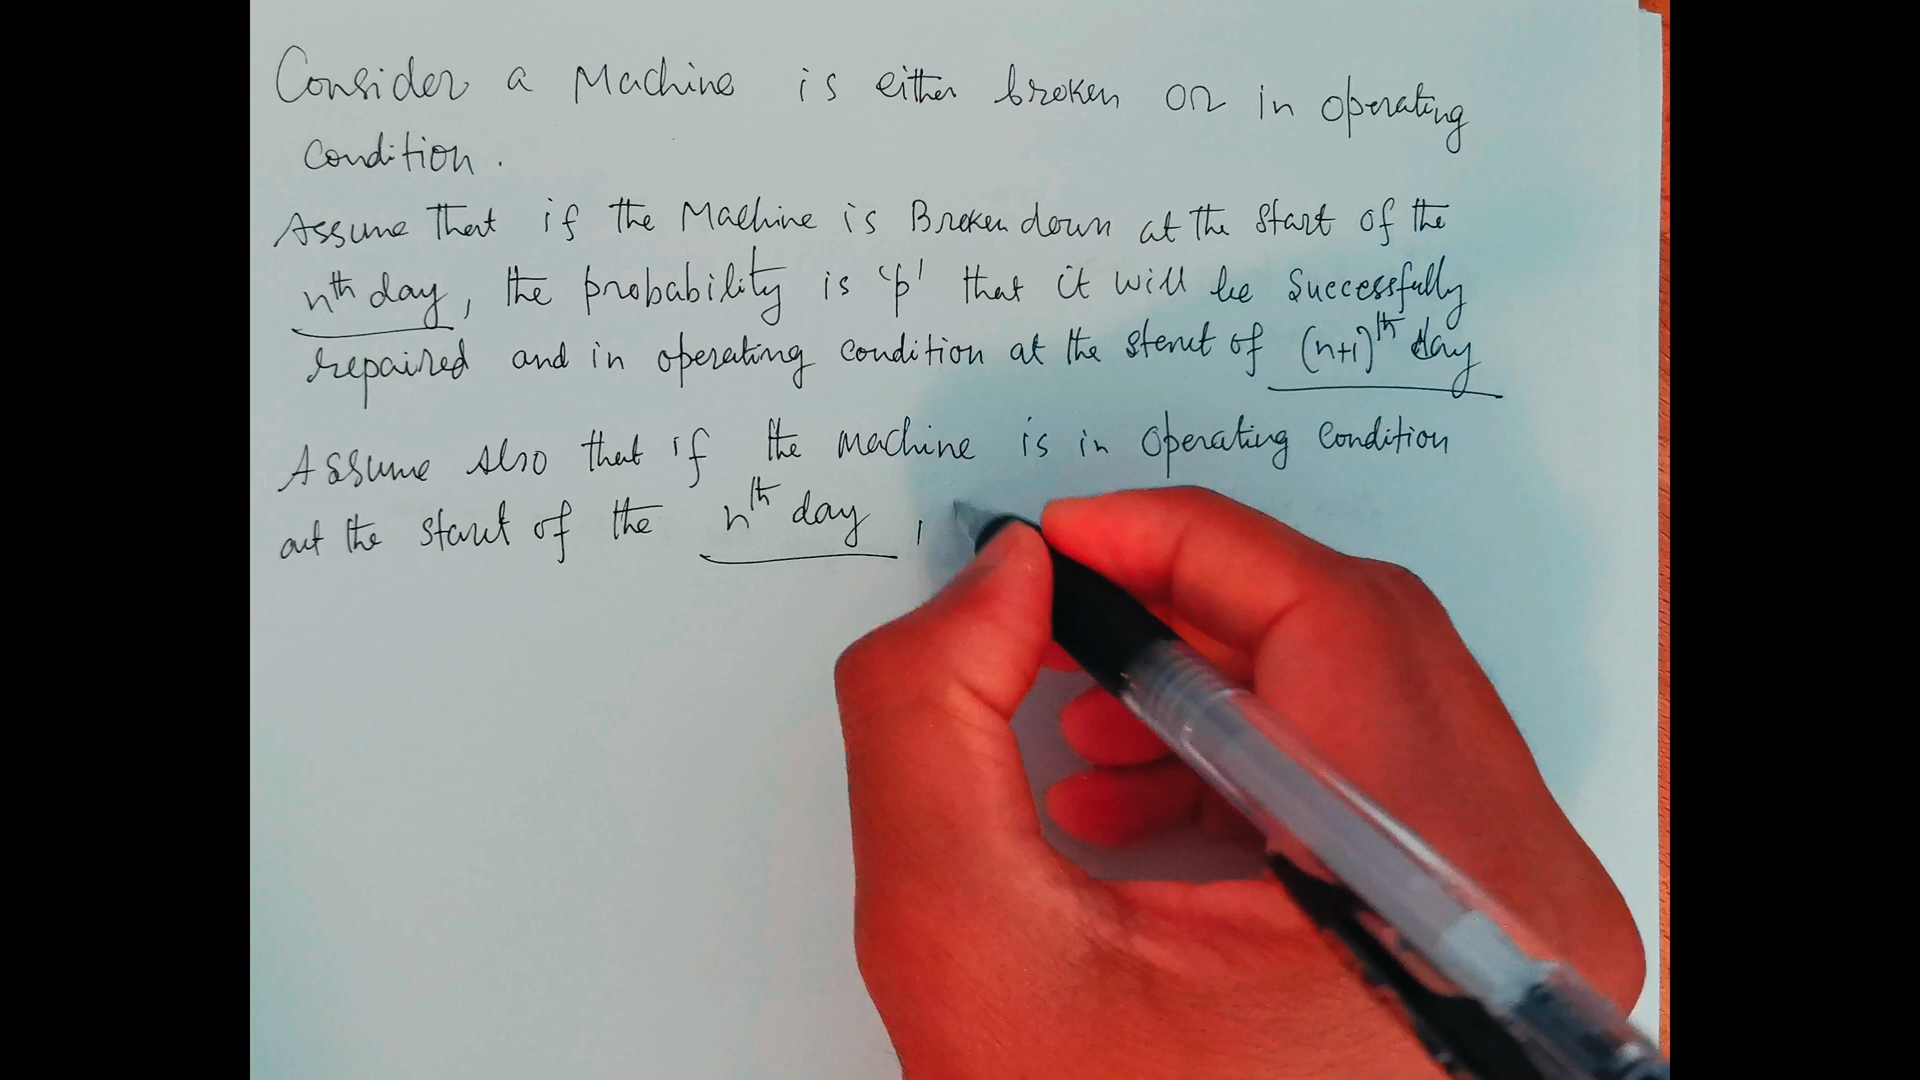 Consider a Machine is either broken or in operating
condition.
Assume that if the Machine is Broken down at the start of the
nth day, the probability is 'p' that it will be successfully
repaired and in operating condition at the start of (n+1)th day
Assume also that if the machine is in operating condition
at the start of the nth day ,